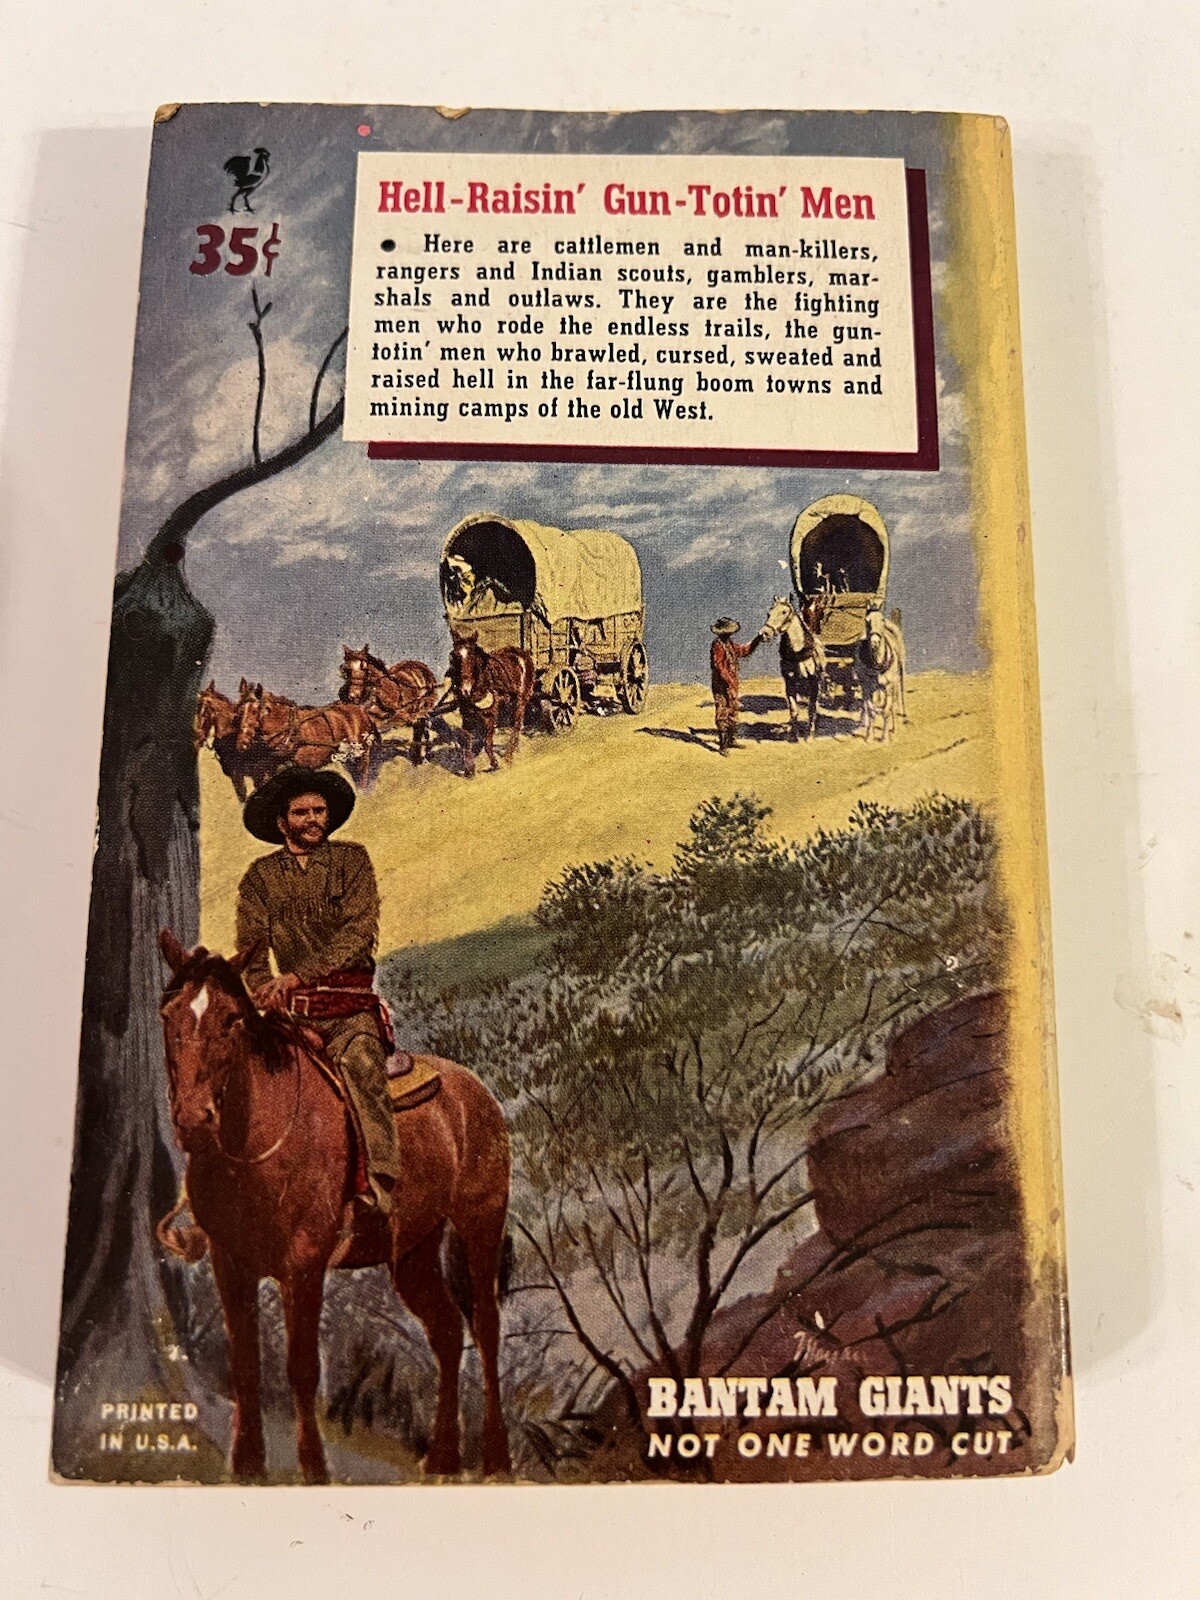 35¢
Hell-Raisin' Gun-Totin' Men
• Here are cattlemen and man-killers,
rangers and Indian scouts, gamblers, mar-
shals and outlaws. They are the fighting
men who rode the endless trails, the gun-
totin' men who brawled, cursed, sweated and
raised hell in the far-flung boom towns and
mining camps of the old West.
PRINTED
IN U.S.A.
BANTAM GIANTS
NOT ONE WORD CUT